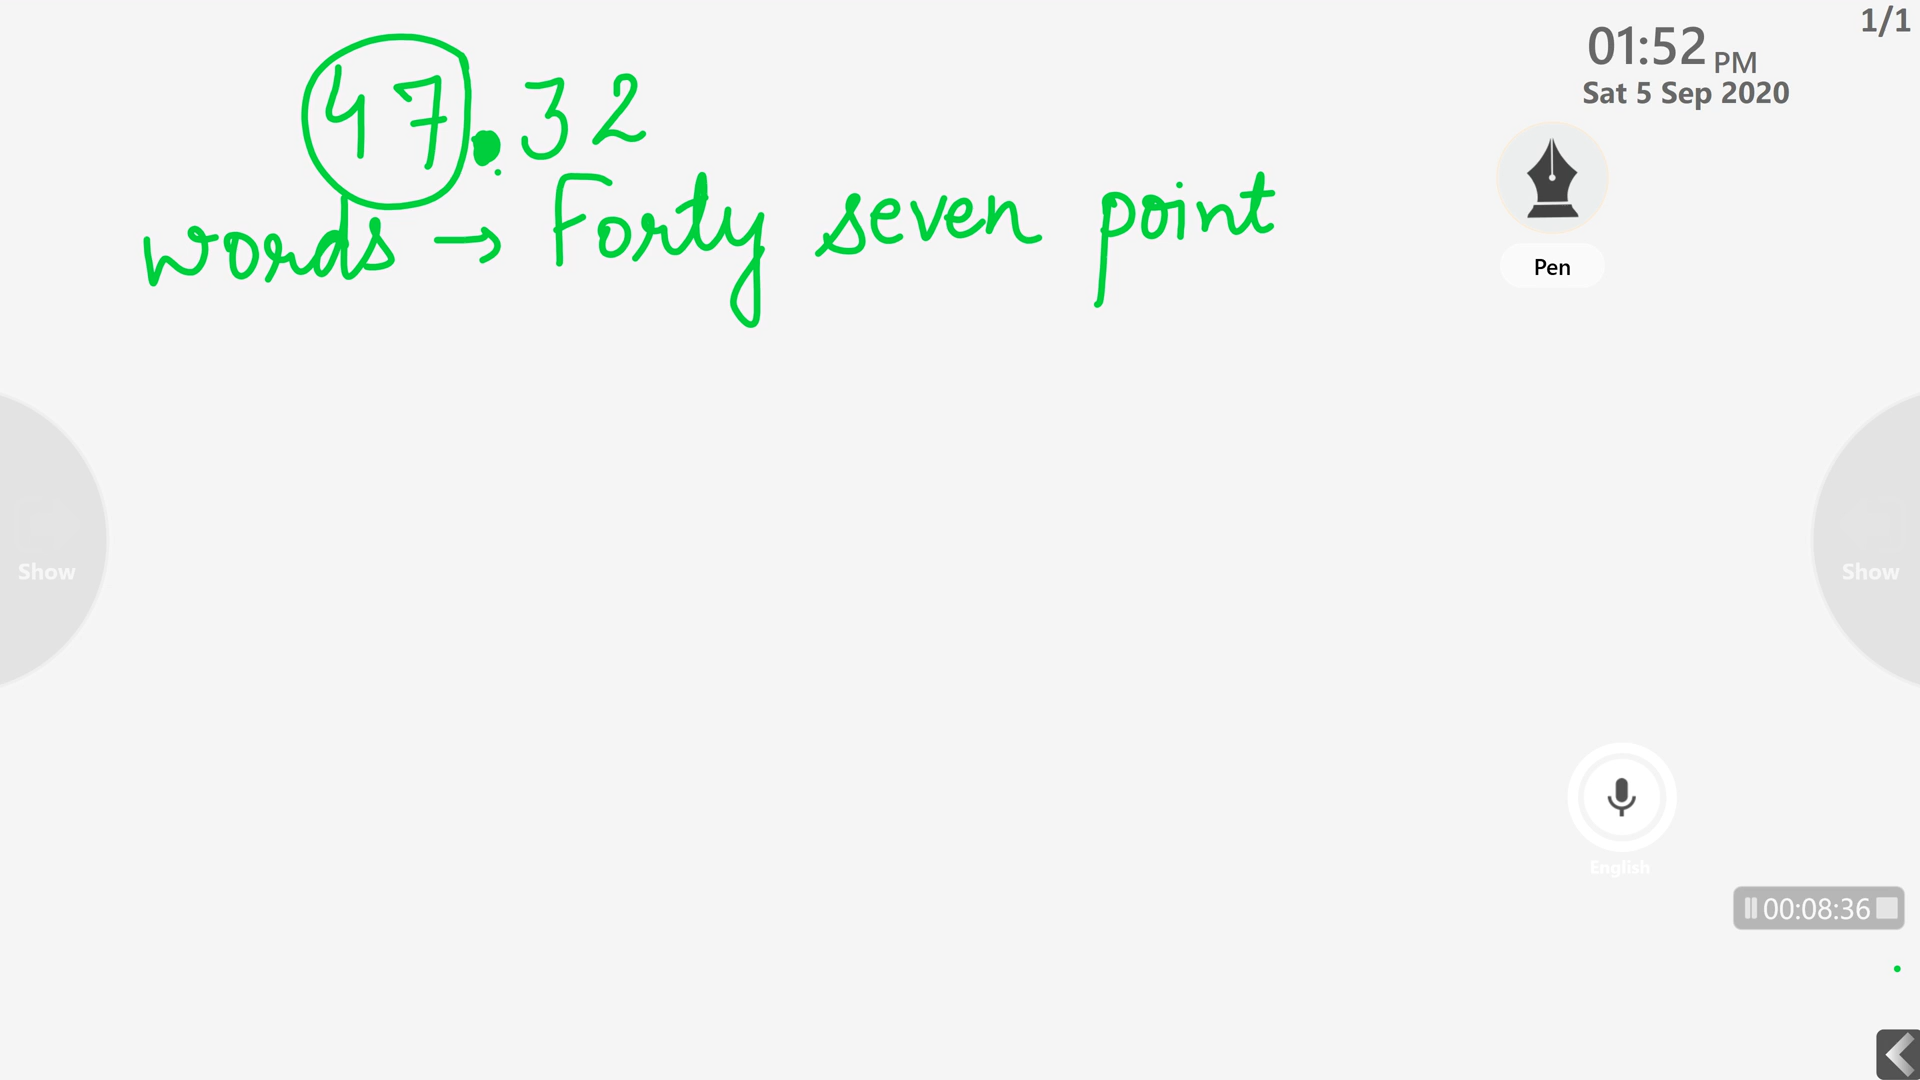 1/1
01:52 PM
Sat 5 Sep 2020
47.32
words → Forty seven point
Pen
Show
Show
English
00:08:36